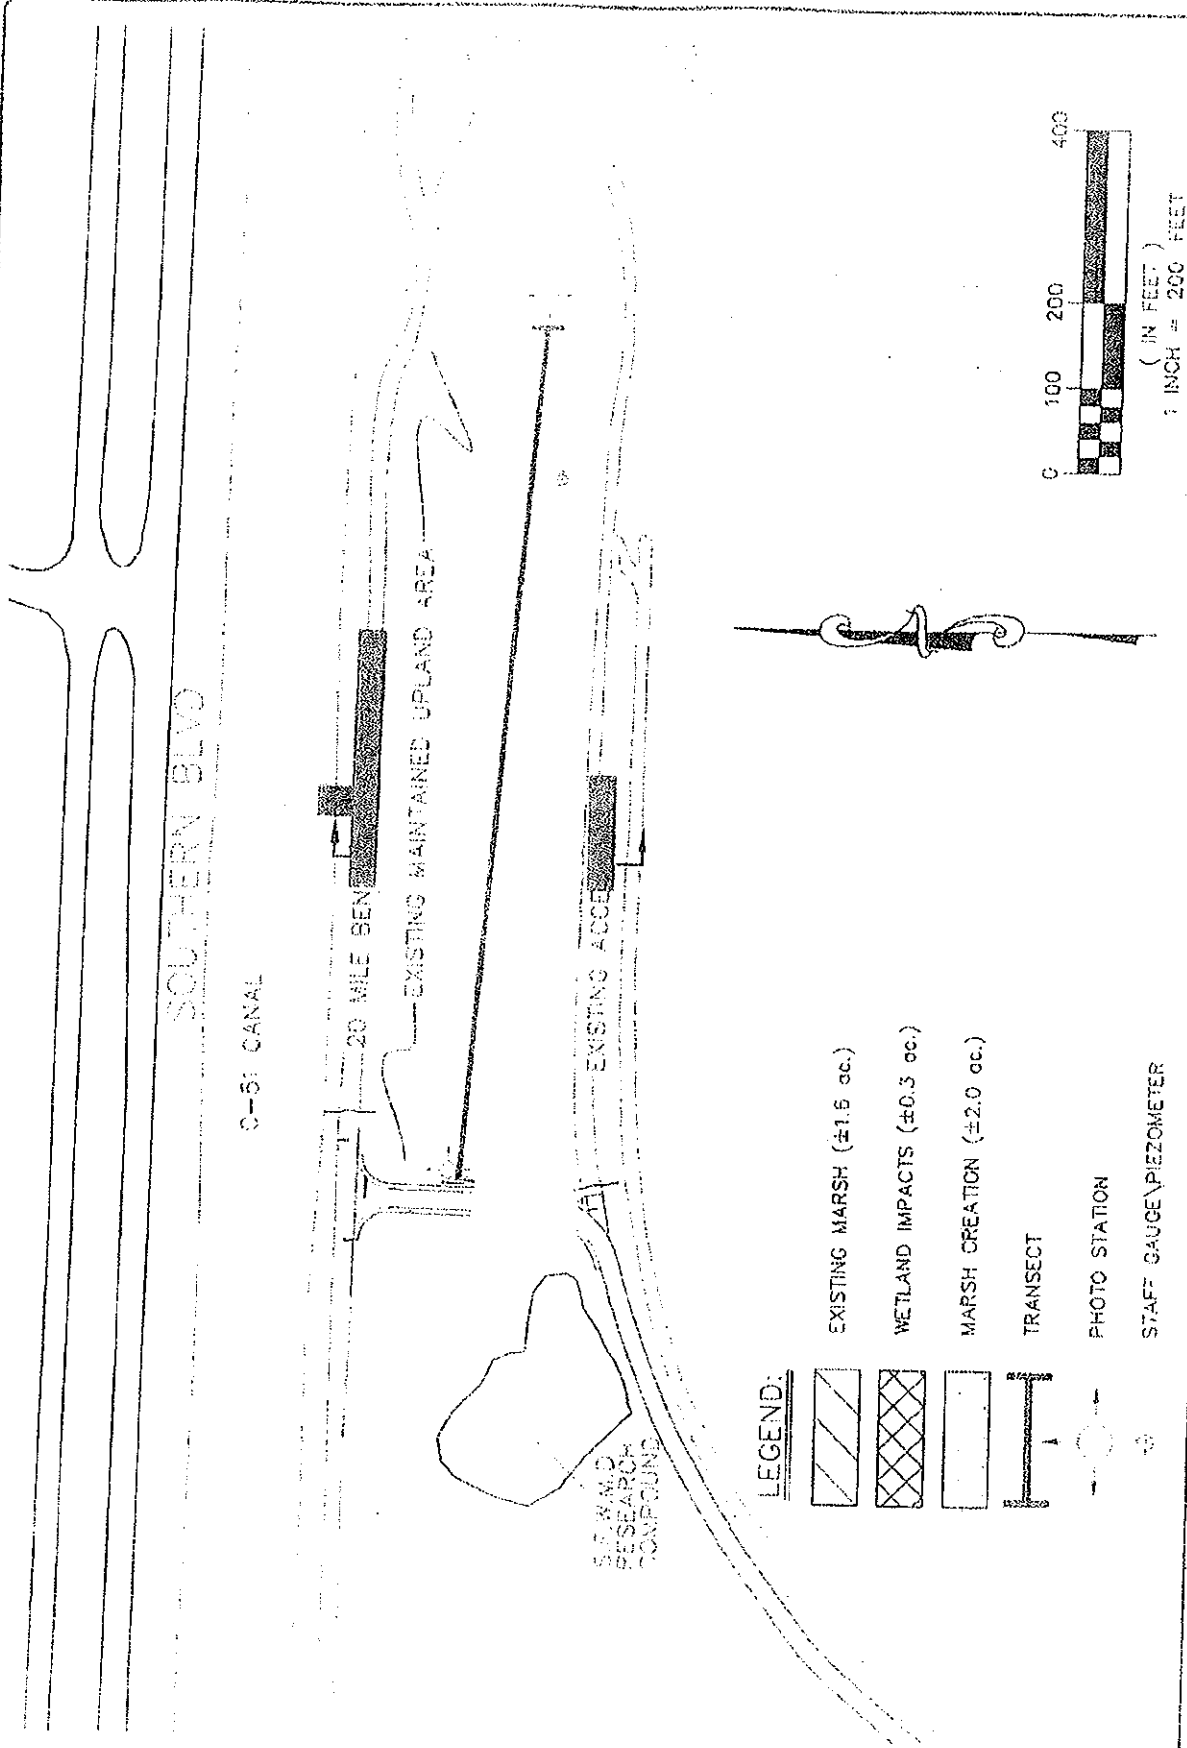 SOUTHERN BLVD
C-51 CANAL
20 MILE BEN
EXISTING MAINTAINED UPLAND AREA
EXISTING ACCE
S.F.W.M.D
RESEARCH
COMPOUND
LEGEND:
EXISTING MARSH (±1.6 ac.)
WETLAND IMPACTS (±0.3 ac.)
MARSH CREATION (±2.0 ac.)
TRANSECT
PHOTO STATION
STAFF GAUGE\PIEZOMETER
0 100 200 400
( IN FEET )
1 INCH = 200 FEET